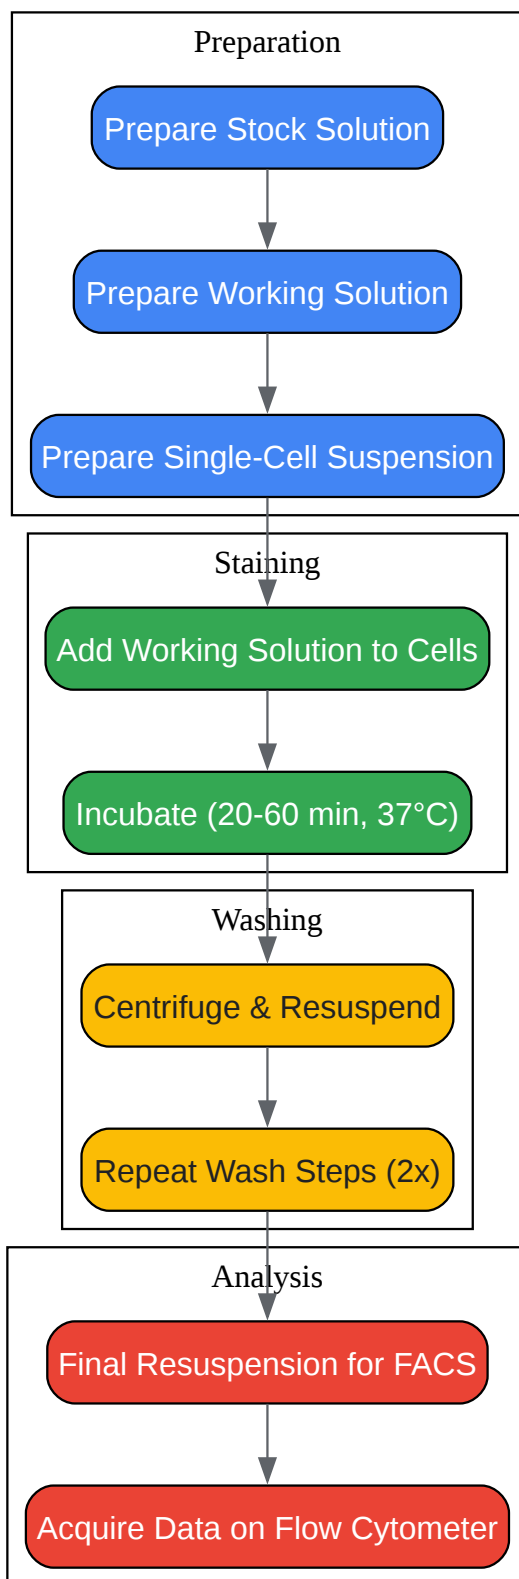 Preparation
Prepare Stock Solution
Prepare Working Solution
Prepare Single-Cell Suspension
Staining
Add Working Solution to Cells
Incubate (20-60 min, 37°C)
Washing
Centrifuge & Resuspend
Repeat Wash Steps (2x)
Analysis
Final Resuspension for FACS
Acquire Data on Flow Cytometer